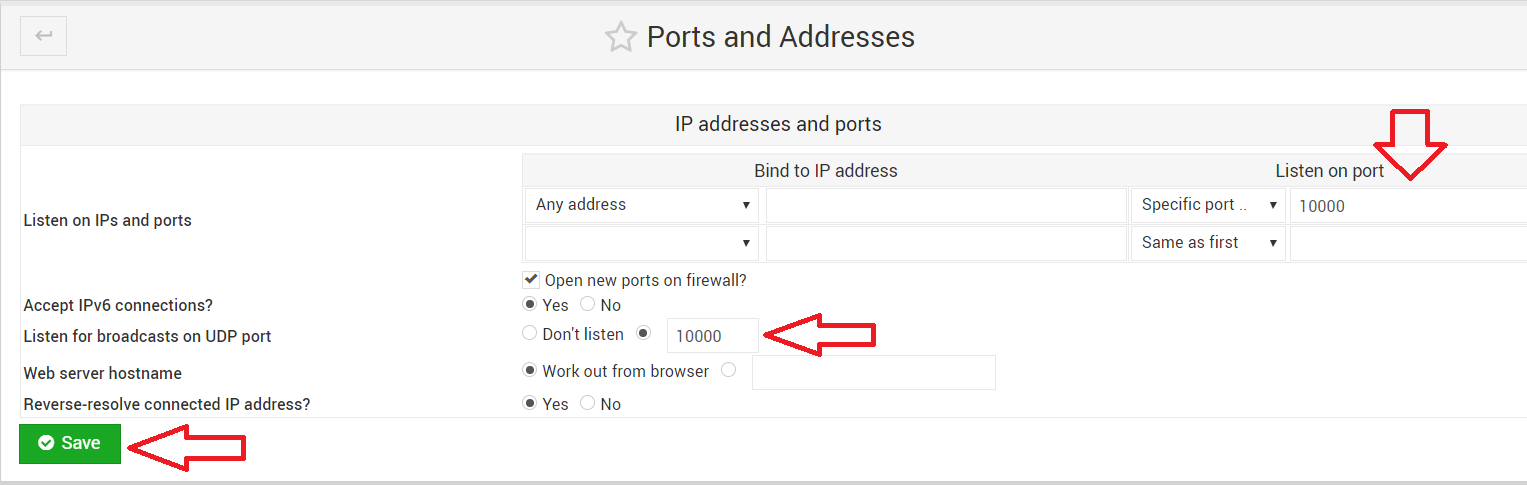 Ports and Addresses
IP addresses and ports
Bind to IP address Listen on port
Listen on IPs and ports
Any address Specific port .. 10000
Same as first
Open new ports on firewall?
Accept IPv6 connections? Yes No
Listen for broadcasts on UDP port Don't listen 10000
Web server hostname Work out from browser
Reverse-resolve connected IP address? Yes No
Save